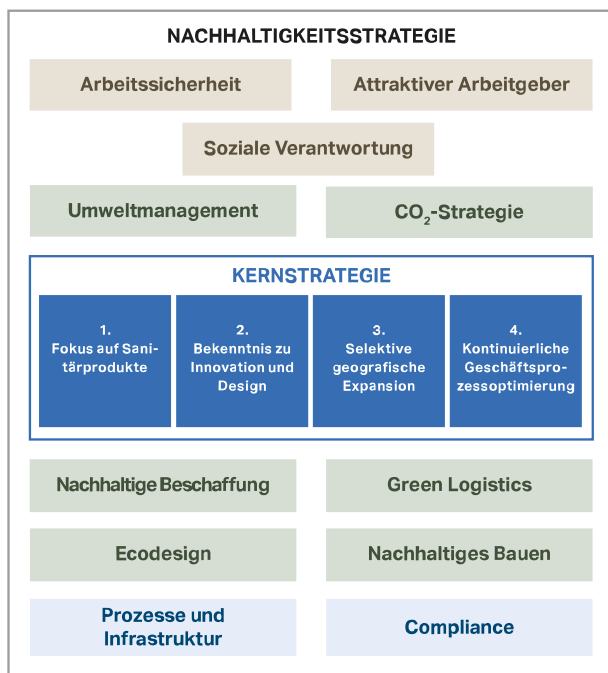 NACHHALTIGKEITSSTRATEGIE
Arbeitssicherheit
Attraktiver Arbeitgeber
Soziale Verantwortung
Umweltmanagement
CO₂-Strategie
KERNSTRATEGIE
1.
Fokus auf Sani-
tärprodukte
2.
Bekenntnis zu
Innovation und
Design
3.
Selektive
geografische
Expansion
4.
Kontinuierliche
Geschäftspro-
zessoptimierung
Nachhaltige Beschaffung
Green Logistics
Ecodesign
Nachhaltiges Bauen
Prozesse und
Infrastruktur
Compliance